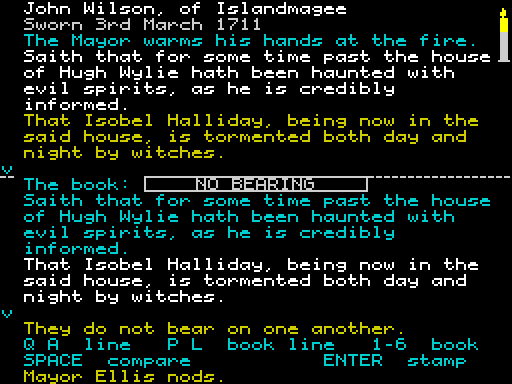 John Wilson, of Islandmagee
Sworn 3rd March 1711
The Mayor warms his hands at the fire.
Saith that for some time past the house
of Hugh Wylie hath been haunted with
evil spirits, as he is credibly
informed.
That Isobel Halliday, being now in the
said house, is tormented both day and
night by witches.
v
The book: NO BEARING
Saith that for some time past the house
of Hugh Wylie hath been haunted with
evil spirits, as he is credibly
informed.
That Isobel Halliday, being now in the
said house, is tormented both day and
night by witches.
v
They do not bear on one another.
Q A line P L book line 1-6 book
SPACE compare ENTER stamp
Mayor Ellis nods.